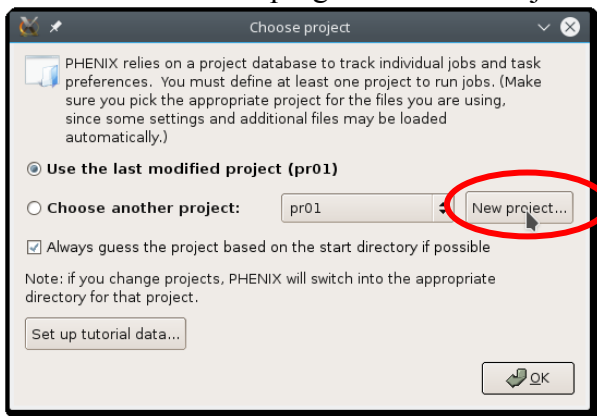 Choose project
PHENIX relies on a project database to track individual jobs and task
preferences. You must define at least one project to run jobs. (Make
sure you pick the appropriate project for the files you are using,
since some settings and additional files may be loaded
automatically.)
Use the last modified project (pr01)
Choose another project: pr01 New project...
Always guess the project based on the start directory if possible
Note: if you change projects, PHENIX will switch into the appropriate
directory for that project.
Set up tutorial data...
OK